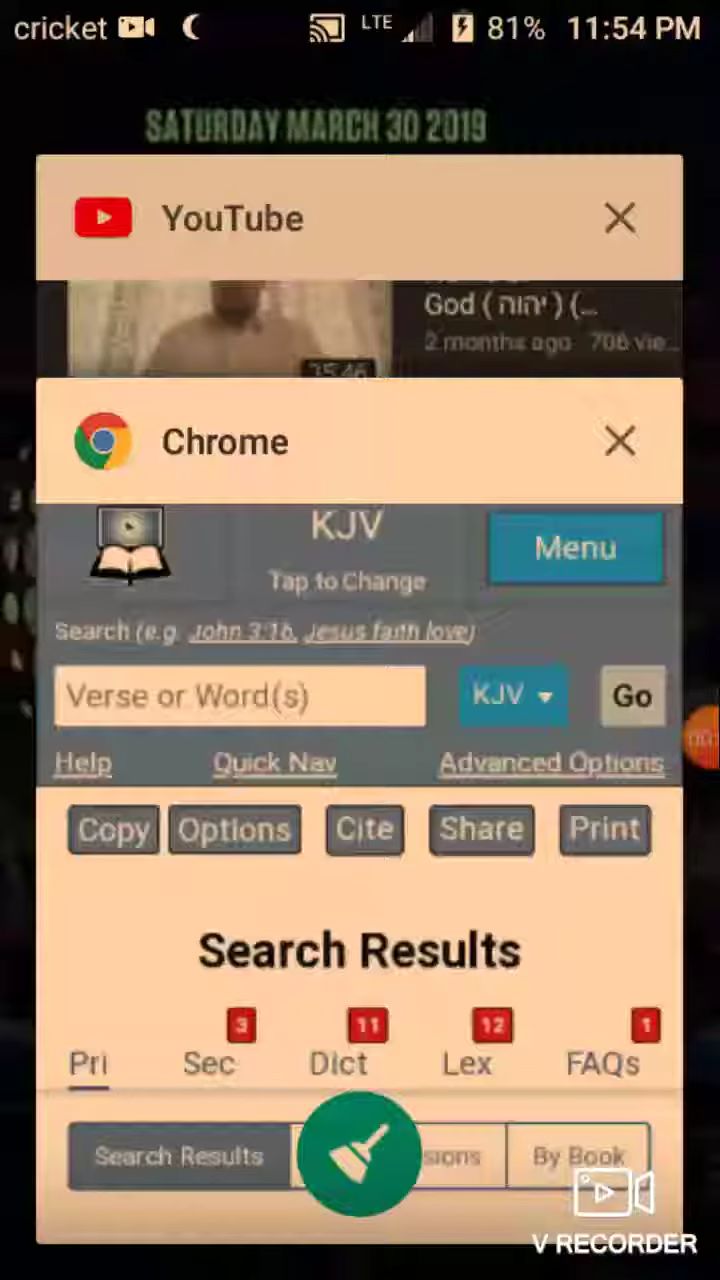 cricket LTE 81% 11:54 PM
SATURDAY MARCH 30 2019
YouTube
God ( יהוה ) (...
2 months ago 706 vie...
35:46
Chrome
KJV
Tap to Change
Menu
Search (e.g. John 3:16, Jesus faith love)
Verse or Word(s)
KJV
Go
Help Quick Nav Advanced Options
Copy Options Cite Share Print
Search Results
3 11 12 1
Pri Sec Dict Lex FAQs
Search Results By Book
V RECORDER